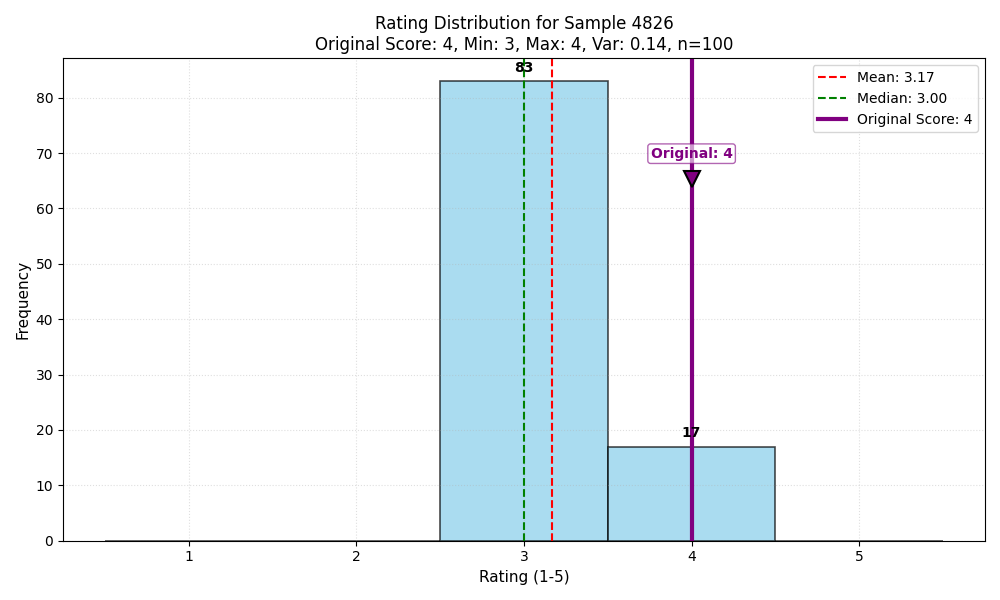 Rating Distribution for Sample 4826
Original Score: 4, Min: 3, Max: 4, Var: 0.14, n=100
Mean: 3.17
Median: 3.00
Original Score: 4
83
Original: 4
17
Frequency
80
70
60
50
40
30
20
10
0
1 2 3 4 5
Rating (1-5)